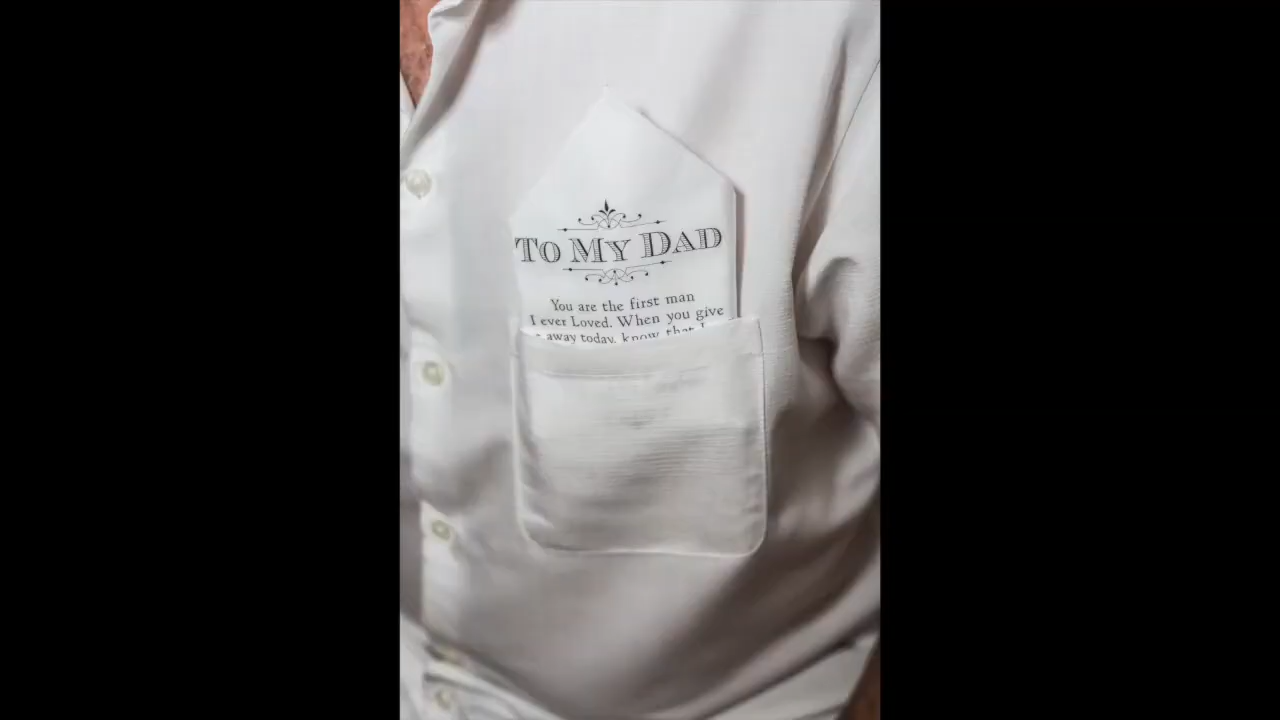 To My Dad
You are the first man
I ever Loved. When you give
away today, know that I